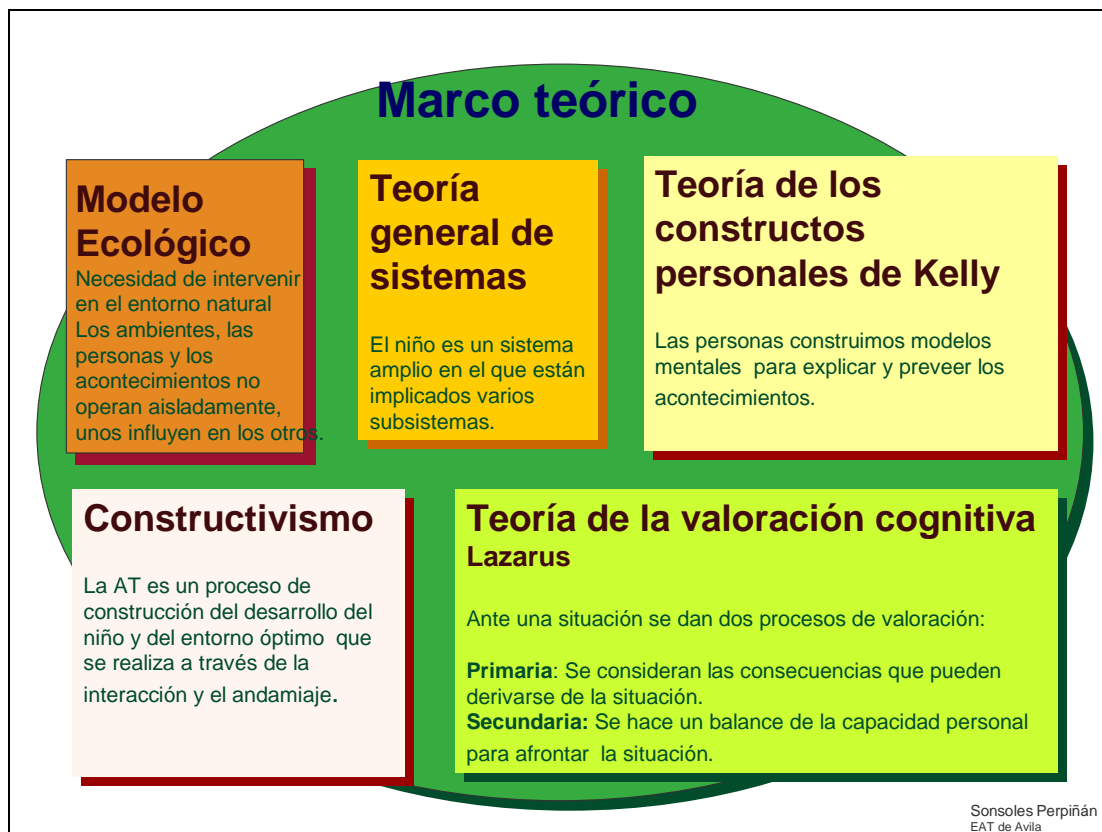 Marco teórico
Modelo
Ecológico
Necesidad de intervenir
en el entorno natural
Los ambientes, las
personas y los
acontecimientos no
operan aisladamente,
unos influyen en los otros.
Teoría
general de
sistemas
El niño es un sistema
amplio en el que están
implicados varios
subsistemas.
Teoría de los
constructos
personales de Kelly
Las personas construimos modelos
mentales para explicar y preveer los
acontecimientos.
Constructivismo
La AT es un proceso de
construcción del desarrollo del
niño y del entorno óptimo que
se realiza a través de la
interacción y el andamiaje.
Teoría de la valoración cognitiva
Lazarus
Ante una situación se dan dos procesos de valoración:
Primaria: Se consideran las consecuencias que pueden
derivarse de la situación.
Secundaria: Se hace un balance de la capacidad personal
para afrontar la situación.
Sonsoles Perpiñán
EAT de Avila